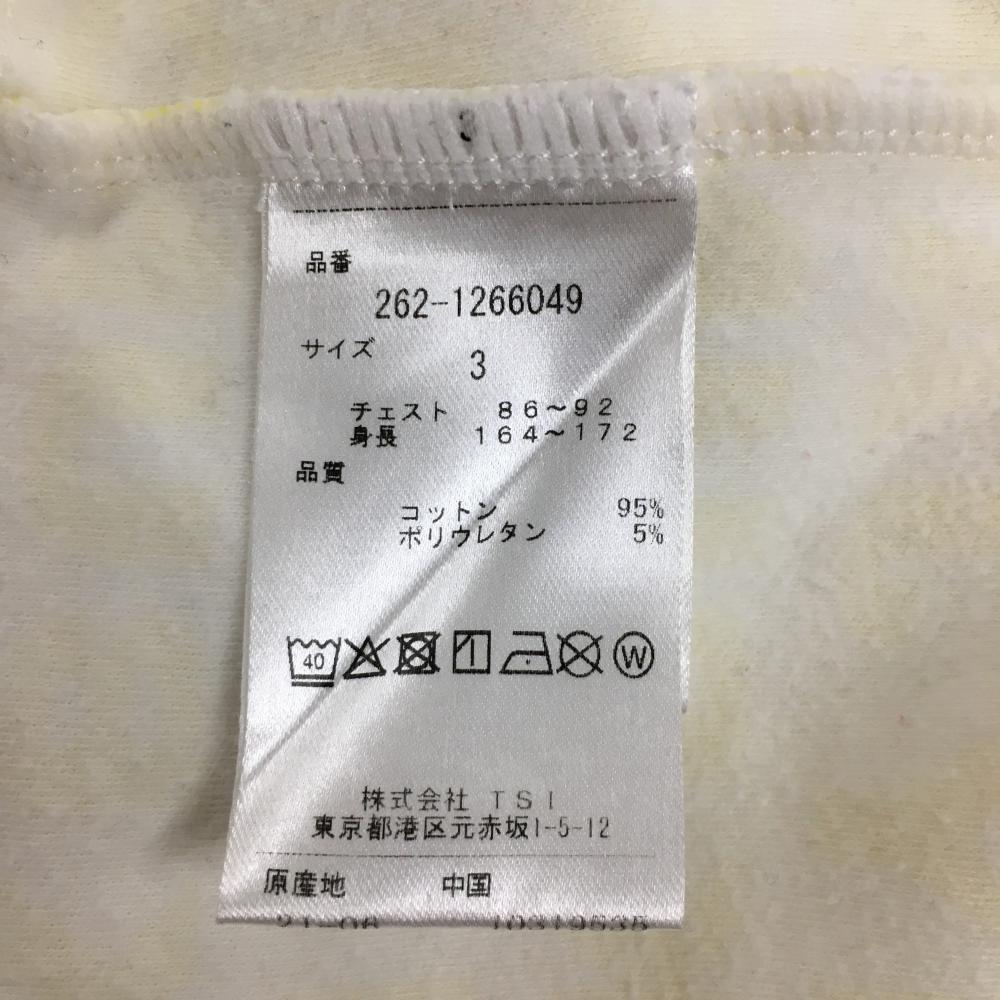 3
品番
262-1266049
サイズ
3
チェスト 86~92
身長 164~172
品質
コットン 95%
ポリウレタン 5%
40 W
株式会社 TSI
東京都港区元赤坂1-5-12
原産地 中国